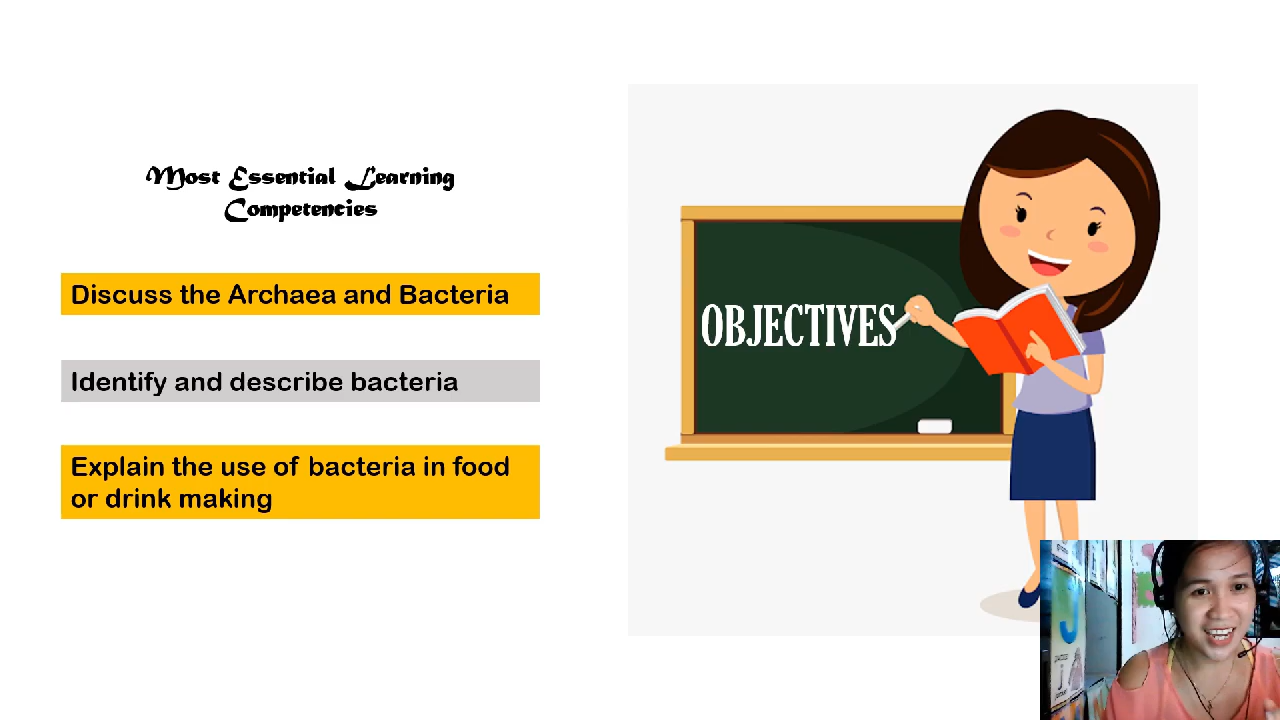 Most Essential Learning
Competencies
Discuss the Archaea and Bacteria
Identify and describe bacteria
Explain the use of bacteria in food
or drink making
OBJECTIVES
J